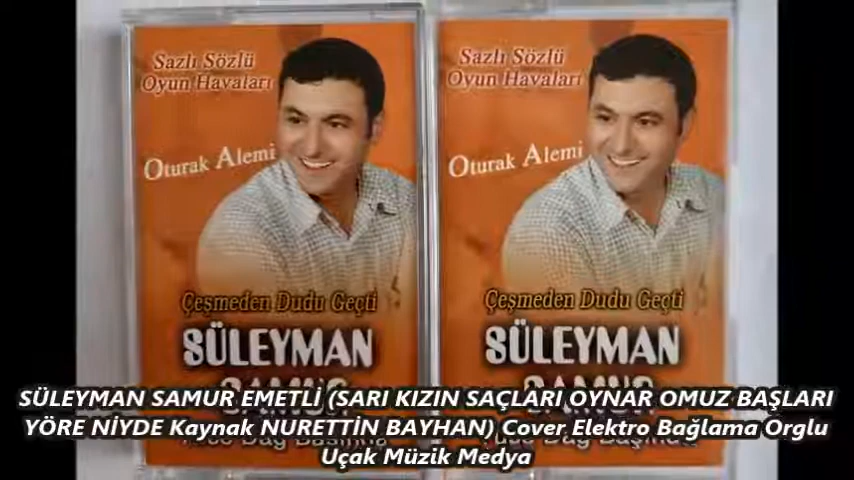 Sazlı Sözlü
Oyun Havaları
Oturak Alemi
Çeşmeden Dudu Geçti
SÜLEYMAN
SAMUR
Sazlı Sözlü
Oyun Havaları
Oturak Alemi
Çeşmeden Dudu Geçti
SÜLEYMAN
SAMUR
SÜLEYMAN SAMUR EMETLİ (SARI KIZIN SAÇLARI OYNAR OMUZ BAŞLARI
YÖRE NİYDE Kaynak NURETTİN BAYHAN) Cover Elektro Bağlama Orglu
Uçak Müzik Medya